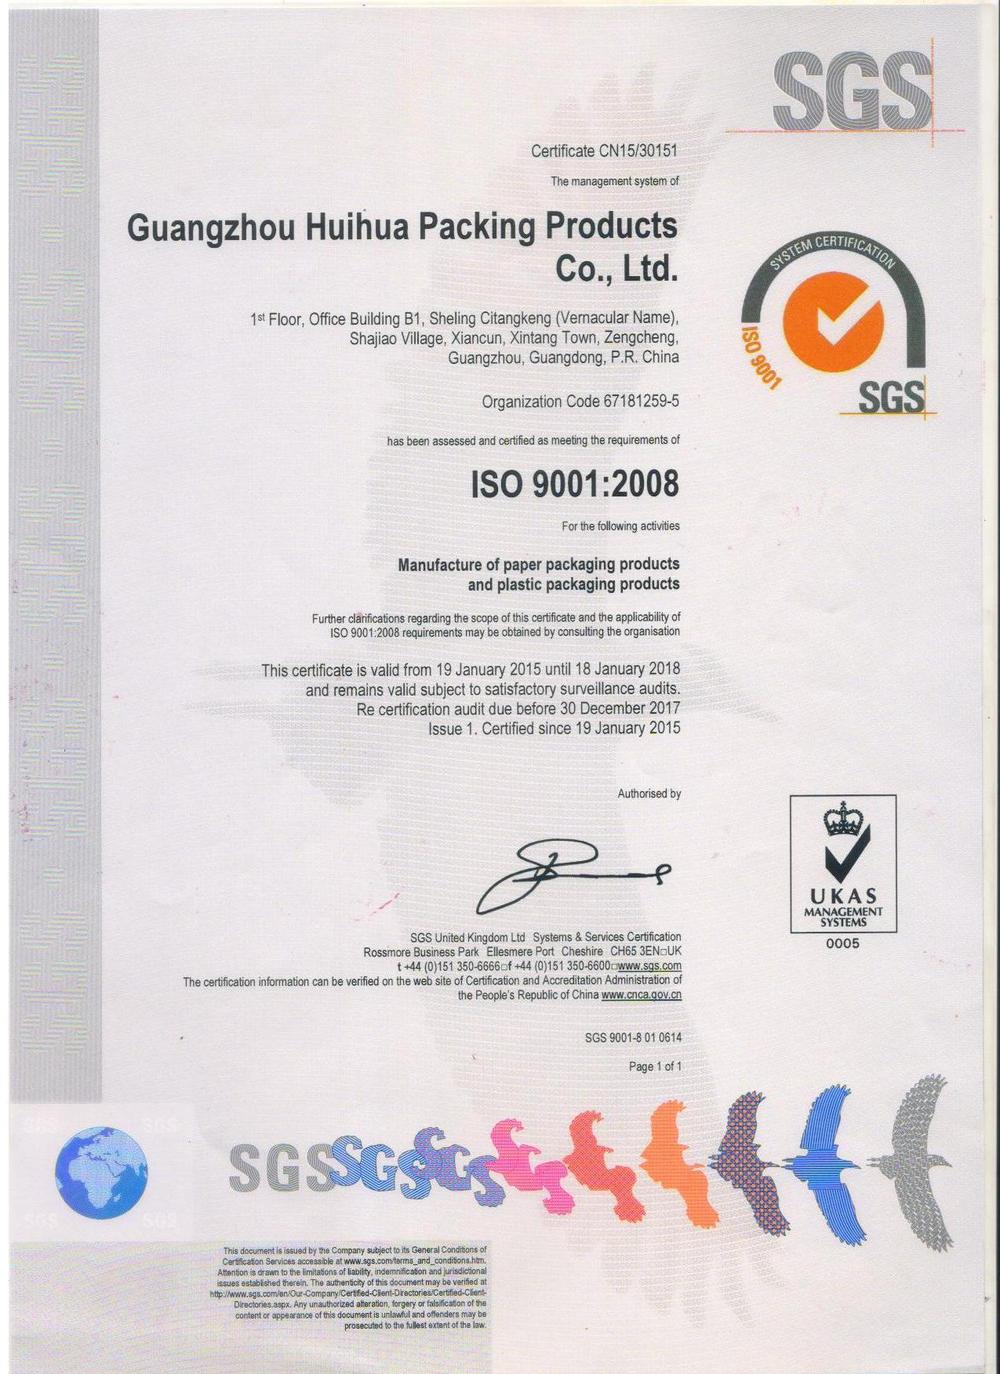 SGS
Certificate CN15/30151
The management system of
Guangzhou Huihua Packing Products
Co., Ltd.
1st Floor, Office Building B1, Sheling Citangkeng (Vernacular Name),
Shajiao Village, Xiancun, Xintang Town, Zengcheng,
Guangzhou, Guangdong, P.R. China
Organization Code 67181259-5
has been assessed and certified as meeting the requirements of
ISO 9001:2008
For the following activities
Manufacture of paper packaging products
and plastic packaging products
Further clarifications regarding the scope of this certificate and the applicability of
ISO 9001:2008 requirements may be obtained by consulting the organisation
This certificate is valid from 19 January 2015 until 18 January 2018
and remains valid subject to satisfactory surveillance audits.
Re certification audit due before 30 December 2017
Issue 1. Certified since 19 January 2015
Authorised by
SGS United Kingdom Ltd Systems & Services Certification
Rossmore Business Park Ellesmere Port Cheshire CH65 3EN□UK
t +44 (0)151 350-6666□f +44 (0)151 350-6600□www.sgs.com
The certification information can be verified on the web site of Certification and Accreditation Administration of
the People's Republic of China www.cnca.gov.cn
SGS 9001-8 01 0614
Page 1 of 1
SYSTEM CERTIFICATION
ISO 9001
SGS
UKAS
MANAGEMENT
SYSTEMS
0005
SGS SGS SGS
This document is issued by the Company subject to its General Conditions of
Certification Services accessible at www.sgs.com/terms_and_conditions.htm.
Attention is drawn to the limitations of liability, indemnification and jurisdictional
issues established therein. The authenticity of this document may be verified at
http://www.sgs.com/en/Our-Company/Certified-Client-Directories/Certified-Client-
Directories.aspx. Any unauthorized alteration, forgery or falsification of the
content or appearance of this document is unlawful and offenders may be
prosecuted to the fullest extent of the law.